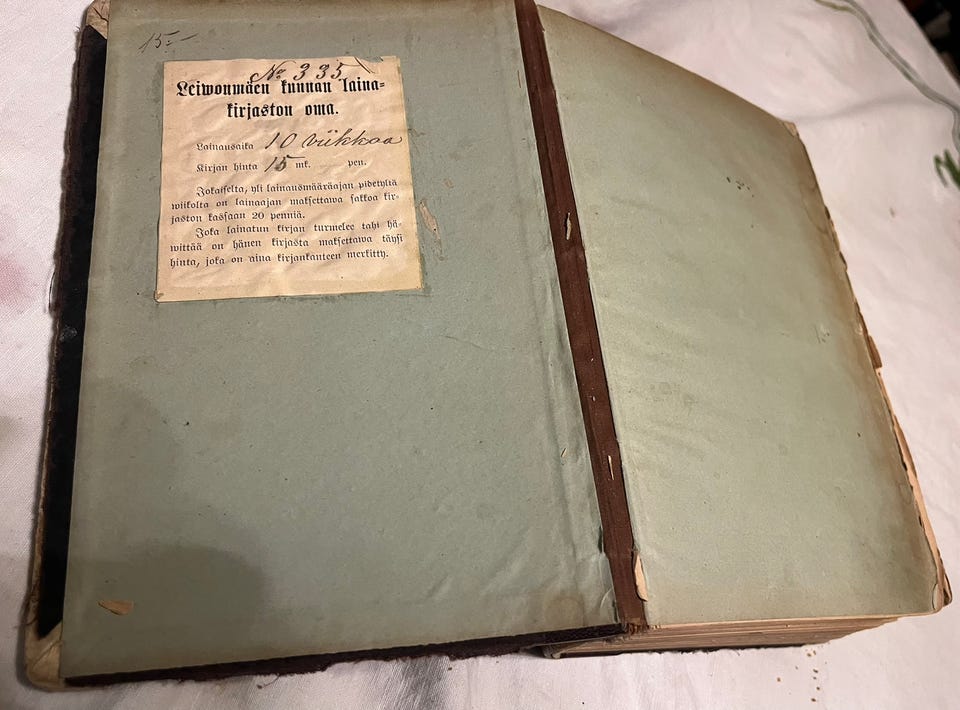 15:-
No 335
Leiwonmäen kunnan laina-
kirjaston oma.
Lainausaika 10 viikkoa
Kirjan hinta 15 mk. pen.
Jokaiselta, yli lainausmääräajan pidetyltä
wiikolta on lainaajan maksettawa sakkoa kir-
jaston kassaan 20 penniä.
Joka lainatun kirjan turmelee tahi hä-
wittää on hänen kirjasta maksettawa täysi
hinta, joka on aina kirjankanteen merkitty.